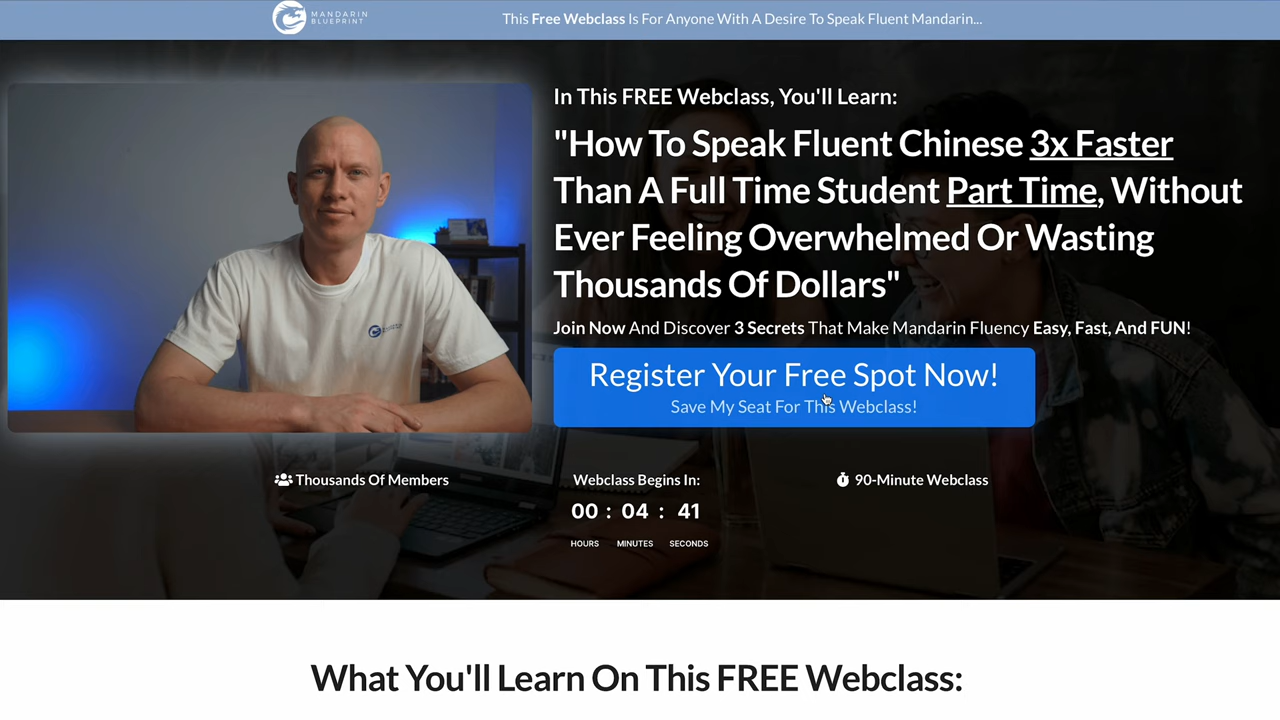 MANDARIN
BLUEPRINT
This Free Webclass Is For Anyone With A Desire To Speak Fluent Mandarin...
In This FREE Webclass, You'll Learn:
"How To Speak Fluent Chinese 3x Faster
Than A Full Time Student Part Time, Without
Ever Feeling Overwhelmed Or Wasting
Thousands Of Dollars"
Join Now And Discover 3 Secrets That Make Mandarin Fluency Easy, Fast, And FUN!
Register Your Free Spot Now!
Save My Seat For This Webclass!
Thousands Of Members
Webclass Begins In:
00 : 04 : 41
HOURS MINUTES SECONDS
90-Minute Webclass
What You'll Learn On This FREE Webclass: